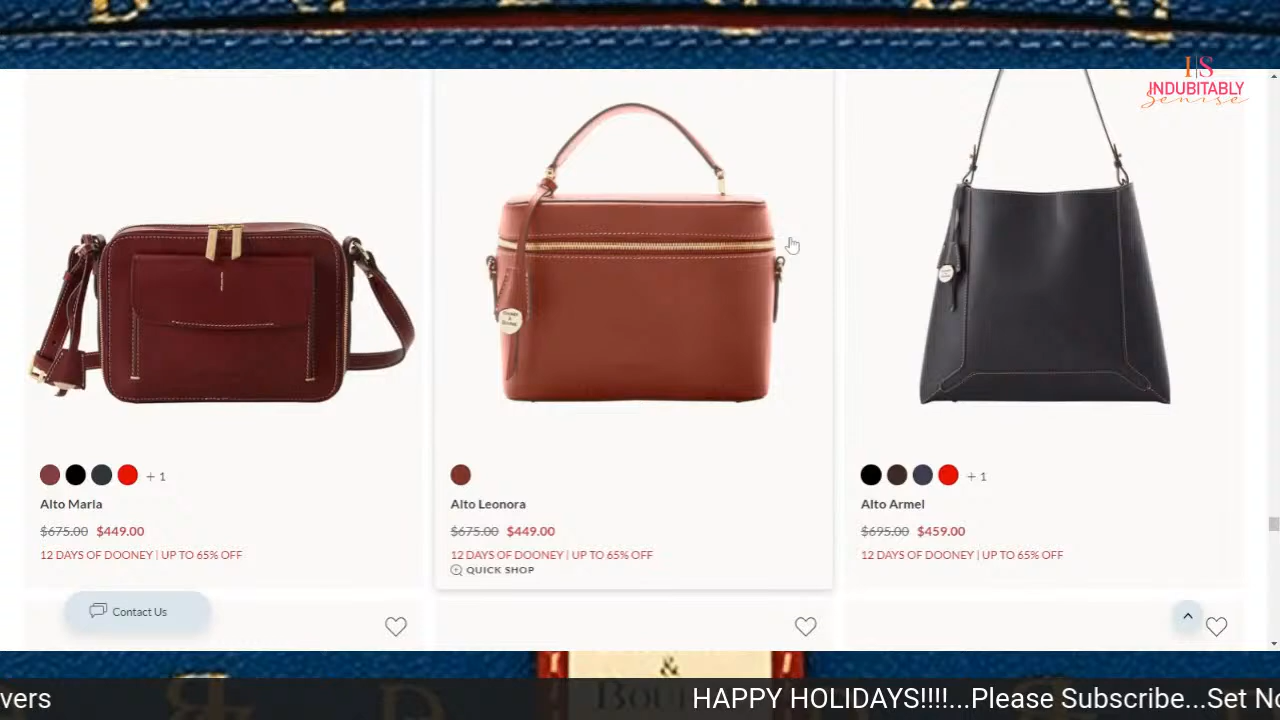 I|S
INDUBITABLY
Senise
+ 1
Alto Maria
$675.00 $449.00
12 DAYS OF DOONEY | UP TO 65% OFF
Alto Leonora
$675.00 $449.00
12 DAYS OF DOONEY | UP TO 65% OFF
QUICK SHOP
+ 1
Alto Armel
$695.00 $459.00
12 DAYS OF DOONEY | UP TO 65% OFF
Contact Us
&
vers
HAPPY HOLIDAYS!!!!...Please Subscribe...Set No